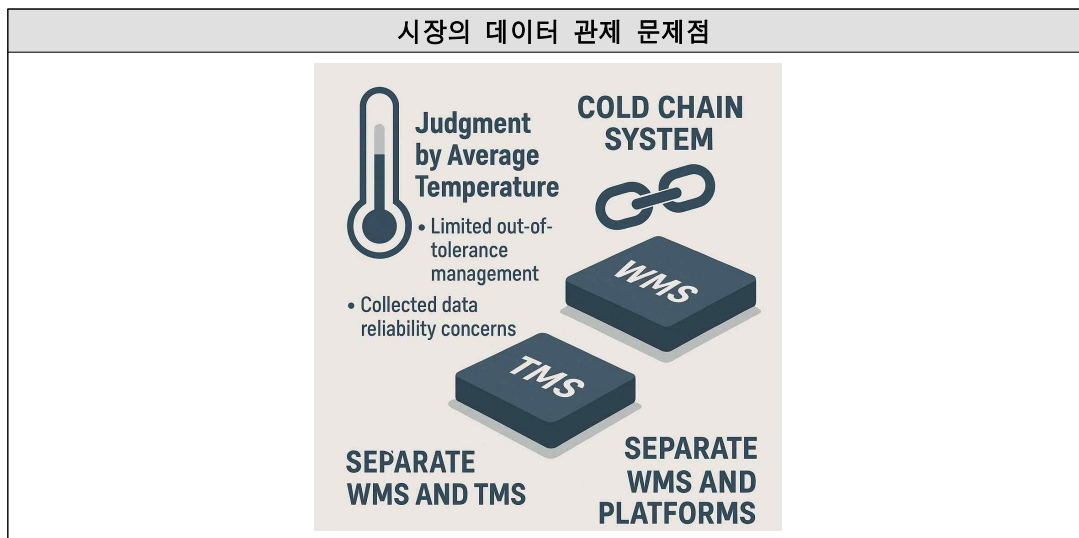 시장의 데이터 관제 문제점
Judgment
by Average
Temperature
• Limited out-of-
tolerance
management
• Collected data
reliability concerns
COLD CHAIN
SYSTEM
WMS
TMS
SEPARATE
WMS AND TMS
SEPARATE
WMS AND
PLATFORMS